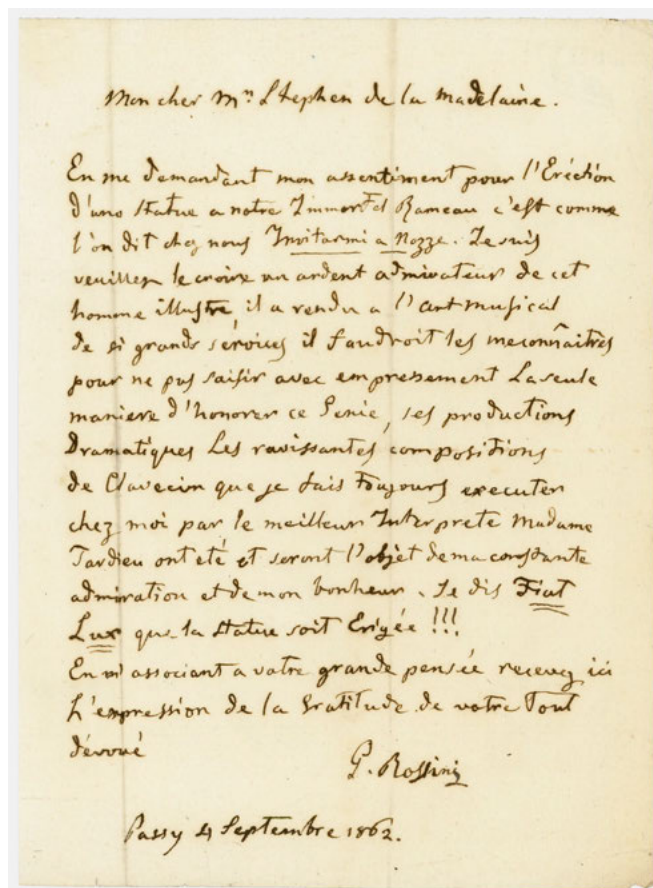 Mon cher Mr. Stephen de la Madelaine.
En me demandant mon assentiment pour l'Eréction
d'une statue a notre Immortel Rameau c'est comme
l'on dit chez nous Invitarmi a Nozze. Je suis
veuillez le croire un ardent admirateur de cet
homme illustre il a rendu a l'art musical
de si grands sérvices il faudroit les meconnaitres
pour ne pas saisir avec empressement La seule
maniere d'honorer ce Genie, ses productions
Dramatiques Les ravissantes compositions
de Clavecin que je fais Toujours executer
chez moi par le meilleur Interprete Madame
Tardieu ont eté et seront l'objet de ma constante
admiration et de mon bonheur. Je dis Fiat
Lux que la statue soit Erigée !!!
En m'associant a votre grande pensée recevez ici
L'expression de la Gratitude de votre Tout
dévoué
G. Rossini
Passy 4 Septembre 1862.